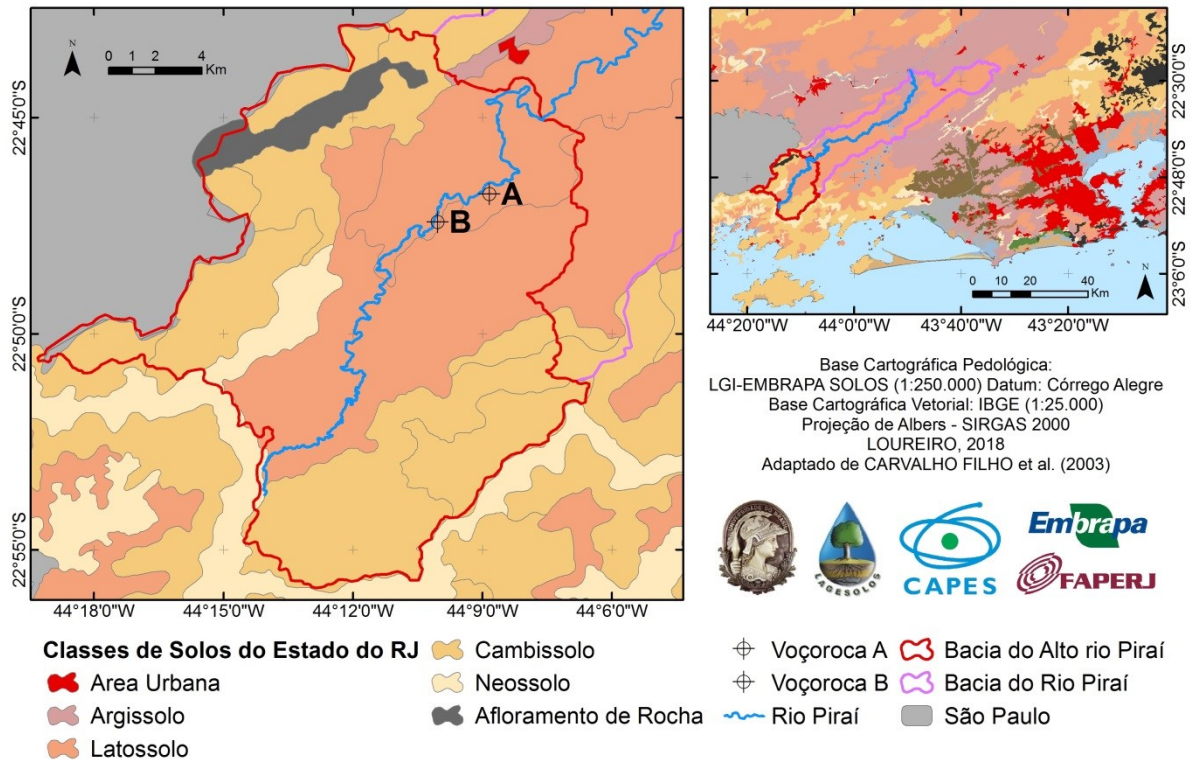 N
0 2 4
Km
22°45'0"S
22°50'0"S
22°55'0"S
A
B
44°18'0"W 44°15'0"W 44°12'0"W 44°9'0"W 44°6'0"W
22°30'0"S
22°48'0"S
23°6'0"S
N
0 10 20 40
Km
44°20'0"W 44°0'0"W 43°40'0"W 43°20'0"W
Base Cartográfica Pedológica:
LGI-EMBRAPA SOLOS (1:250.000) Datum: Córrego Alegre
Base Cartográfica Vetorial: IBGE (1:25.000)
Projeção de Albers - SIRGAS 2000
LOUREIRO, 2018
Adaptado de CARVALHO FILHO et al. (2003)
LAGESOLOS
CAPES
Embrapa
FAPERJ
Classes de Solos do Estado do RJ
Area Urbana
Argissolo
Latossolo
Cambissolo
Neossolo
Afloramento de Rocha
Voçoroca A
Voçoroca B
Rio Piraí
Bacia do Alto rio Piraí
Bacia do Rio Piraí
São Paulo